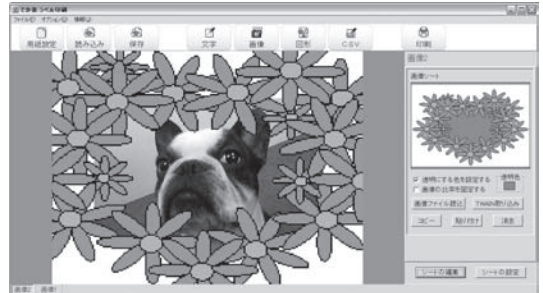 ファイル(F) オプション(O) 情報(J)
用紙設定 読み込み 保存 文字 画像 図形 CSV 印刷
画像2
画像シート
透明にする色を設定する 透明色
画像の比率を固定する
画像ファイル読込 TWAIN取り込み
コピー 貼り付け 消去
シートの編集 シートの設定
画像2 画像1